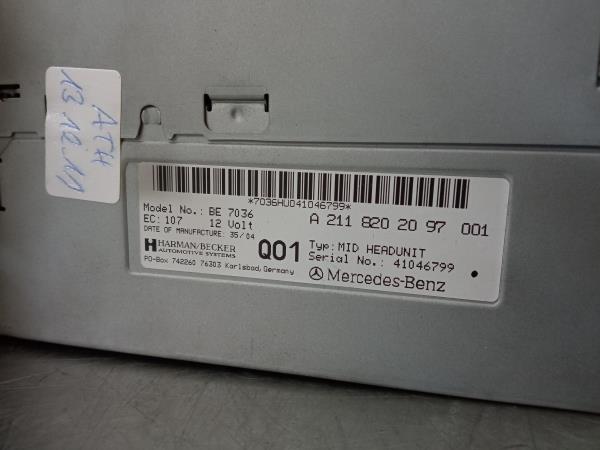 ATH
13.12.19
*7036HU041046799*
Model No.: BE 7036
A 211 820 20 97 001
EC: 107 12 Volt
DATE OF MANUFACTURE: 35/04
HARMAN/BECKER
AUTOMOTIVE SYSTEMS
Q01
Typ: MID HEADUNIT
Serial No.: 41046799
PO-Box 742260 76303 Karlsbad, Germany
Mercedes-Benz